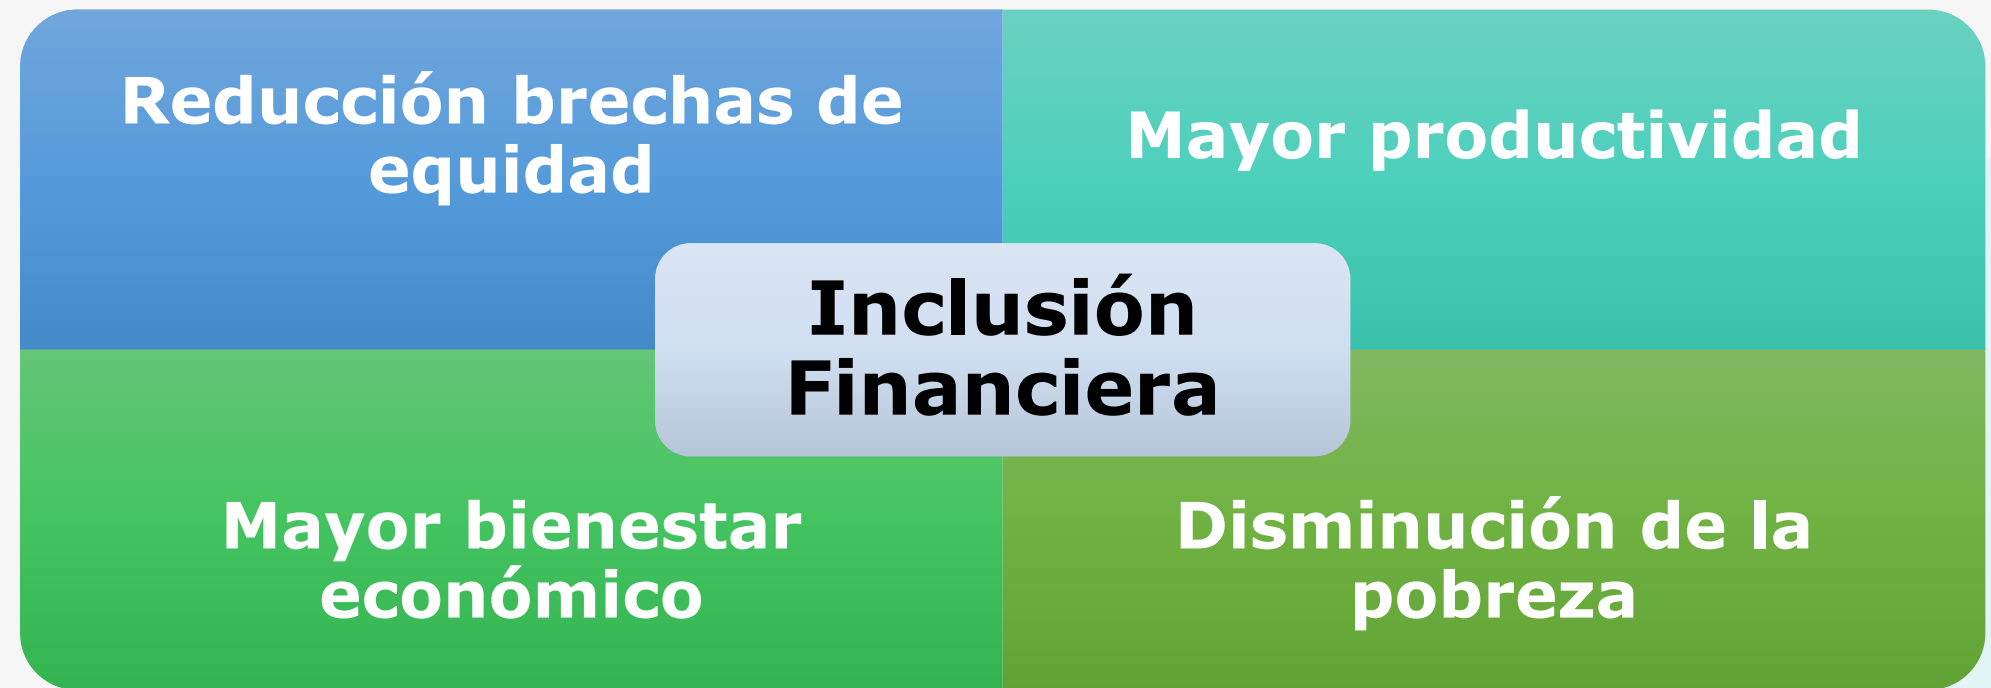 Reducción brechas de
equidad
Mayor productividad
Inclusión
Financiera
Mayor bienestar
económico
Disminución de la
pobreza